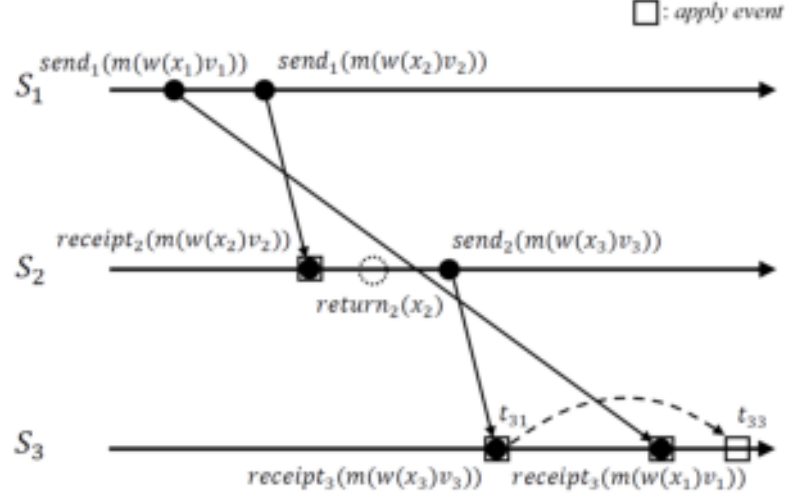 □: apply event
send₁(m(w(x₁)v₁)) send₁(m(w(x₂)v₂))
S₁
receipt₂(m(w(x₂)v₂)) send₂(m(w(x₃)v₃))
S₂
return₂(x₂)
t₃₁ t₃₃
S₃
receipt₃(m(w(x₃)v₃)) receipt₃(m(w(x₁)v₁))